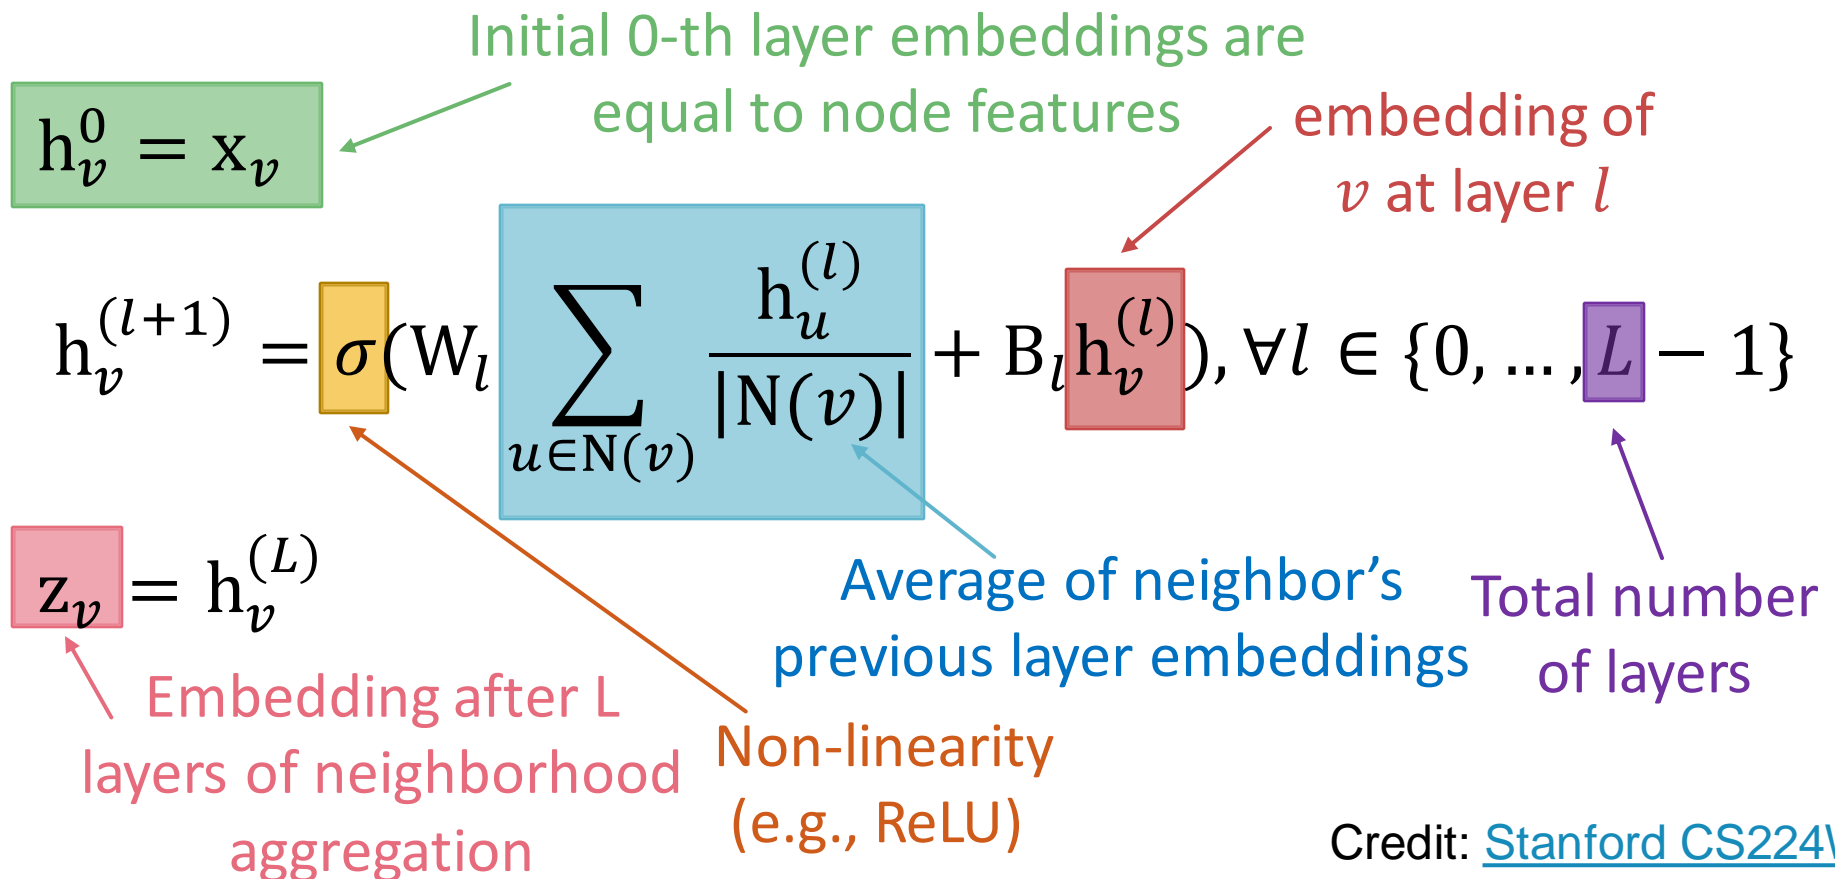 Initial 0-th layer embeddings are
equal to node features
h_v^0 = x_v
embedding of
v at layer l
h_v^{(l+1)} = σ(W_l ∑_{u∈N(v)} h_u^{(l)} / |N(v)| + B_l h_v^{(l)}), ∀l ∈ {0, ..., L − 1}
z_v = h_v^{(L)}
Average of neighbor's
previous layer embeddings
Total number
of layers
Embedding after L
layers of neighborhood
aggregation
Non-linearity
(e.g., ReLU)
Credit: Stanford CS224